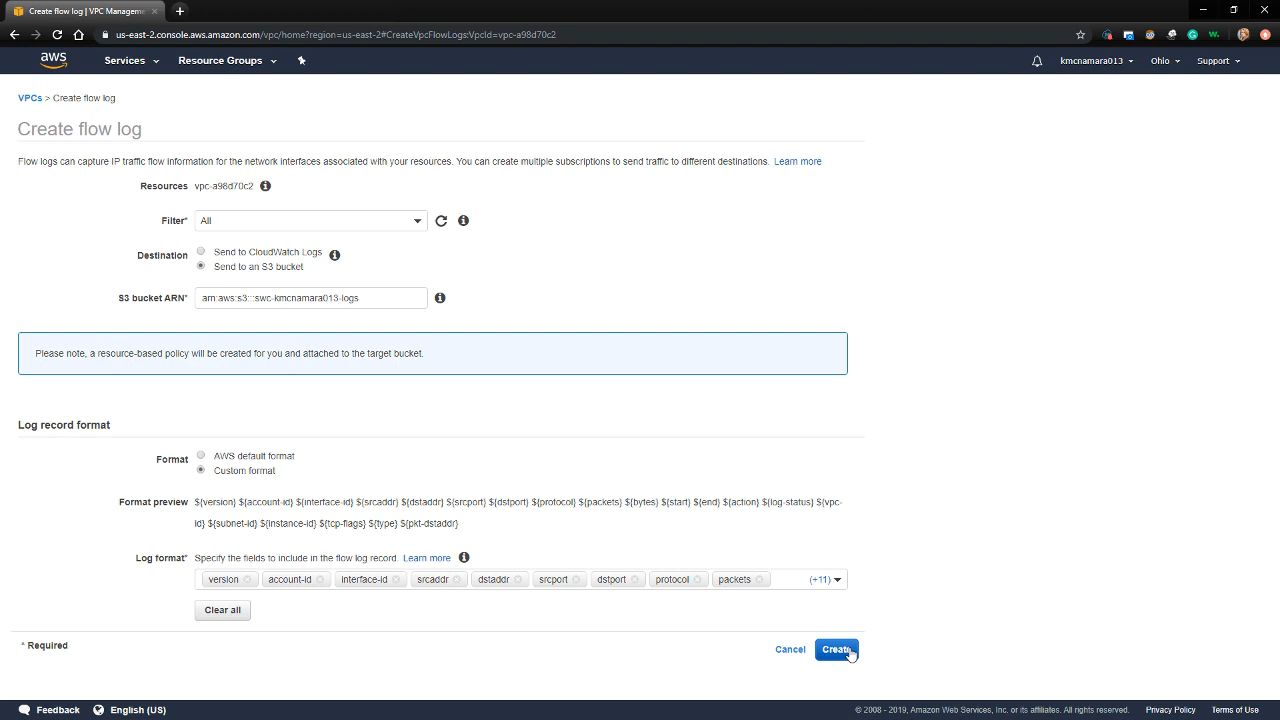 Create flow log | VPC Manageme
us-east-2.console.aws.amazon.com/vpc/home?region=us-east-2#CreateVpcFlowLogs:VpcId=vpc-a98d70c2
aws Services Resource Groups kmcnamara013 Ohio Support
VPCs > Create flow log
Create flow log
Flow logs can capture IP traffic flow information for the network interfaces associated with your resources. You can create multiple subscriptions to send traffic to different destinations. Learn more
Resources vpc-a98d70c2
Filter* All
Destination Send to CloudWatch Logs
Send to an S3 bucket
S3 bucket ARN* arn:aws:s3:::swc-kmcnamara013-logs
Please note, a resource-based policy will be created for you and attached to the target bucket.
Log record format
Format AWS default format
Custom format
Format preview ${version} ${account-id} ${interface-id} ${srcaddr} ${dstaddr} ${srcport} ${dstport} ${protocol} ${packets} ${bytes} ${start} ${end} ${action} ${log-status} ${vpc-
id} ${subnet-id} ${instance-id} ${tcp-flags} ${type} ${pkt-dstaddr}
Log format* Specify the fields to include in the flow log record. Learn more
version account-id interface-id srcaddr dstaddr srcport dstport protocol packets (+11)
Clear all
* Required Cancel Create
Feedback English (US) © 2008 - 2019, Amazon Web Services, Inc. or its affiliates. All rights reserved. Privacy Policy Terms of Use